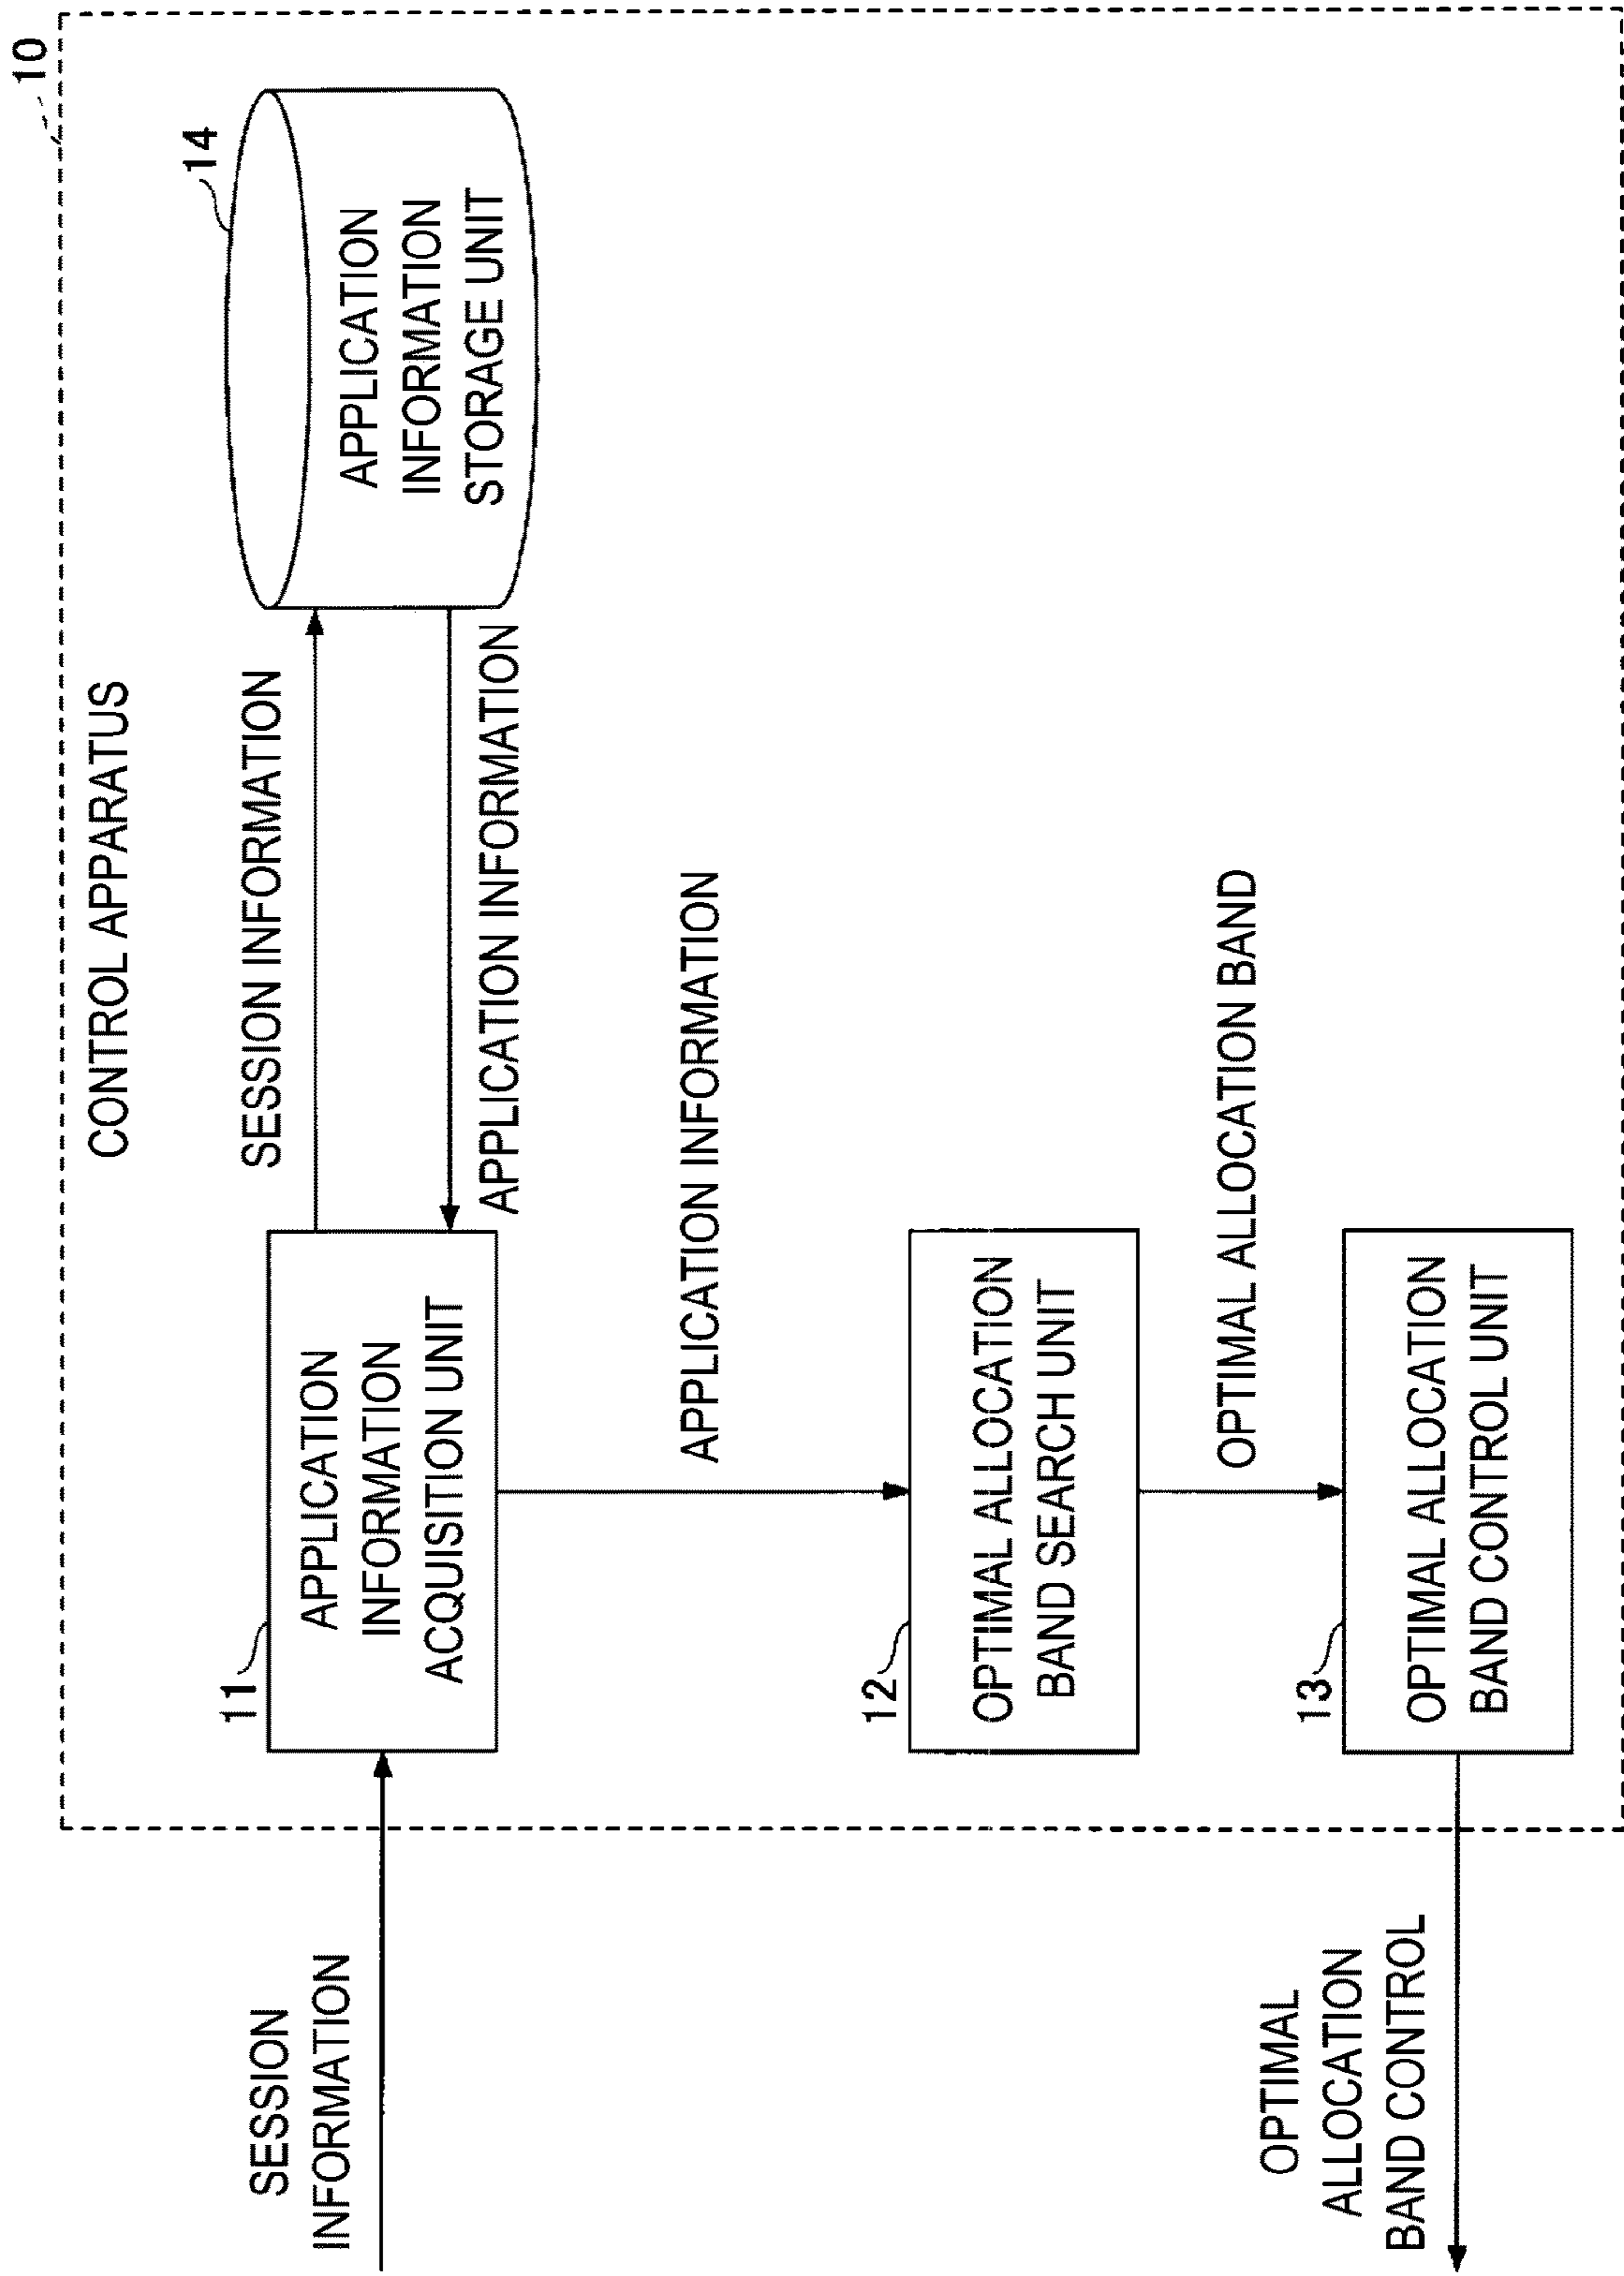 10
CONTROL APPARATUS
14
APPLICATION
INFORMATION
STORAGE UNIT
SESSION INFORMATION
APPLICATION INFORMATION
11
APPLICATION
INFORMATION
ACQUISITION UNIT
SESSION
INFORMATION
APPLICATION INFORMATION
12
OPTIMAL ALLOCATION
BAND SEARCH UNIT
OPTIMAL ALLOCATION BAND
13
OPTIMAL ALLOCATION
BAND CONTROL UNIT
OPTIMAL
ALLOCATION
BAND CONTROL